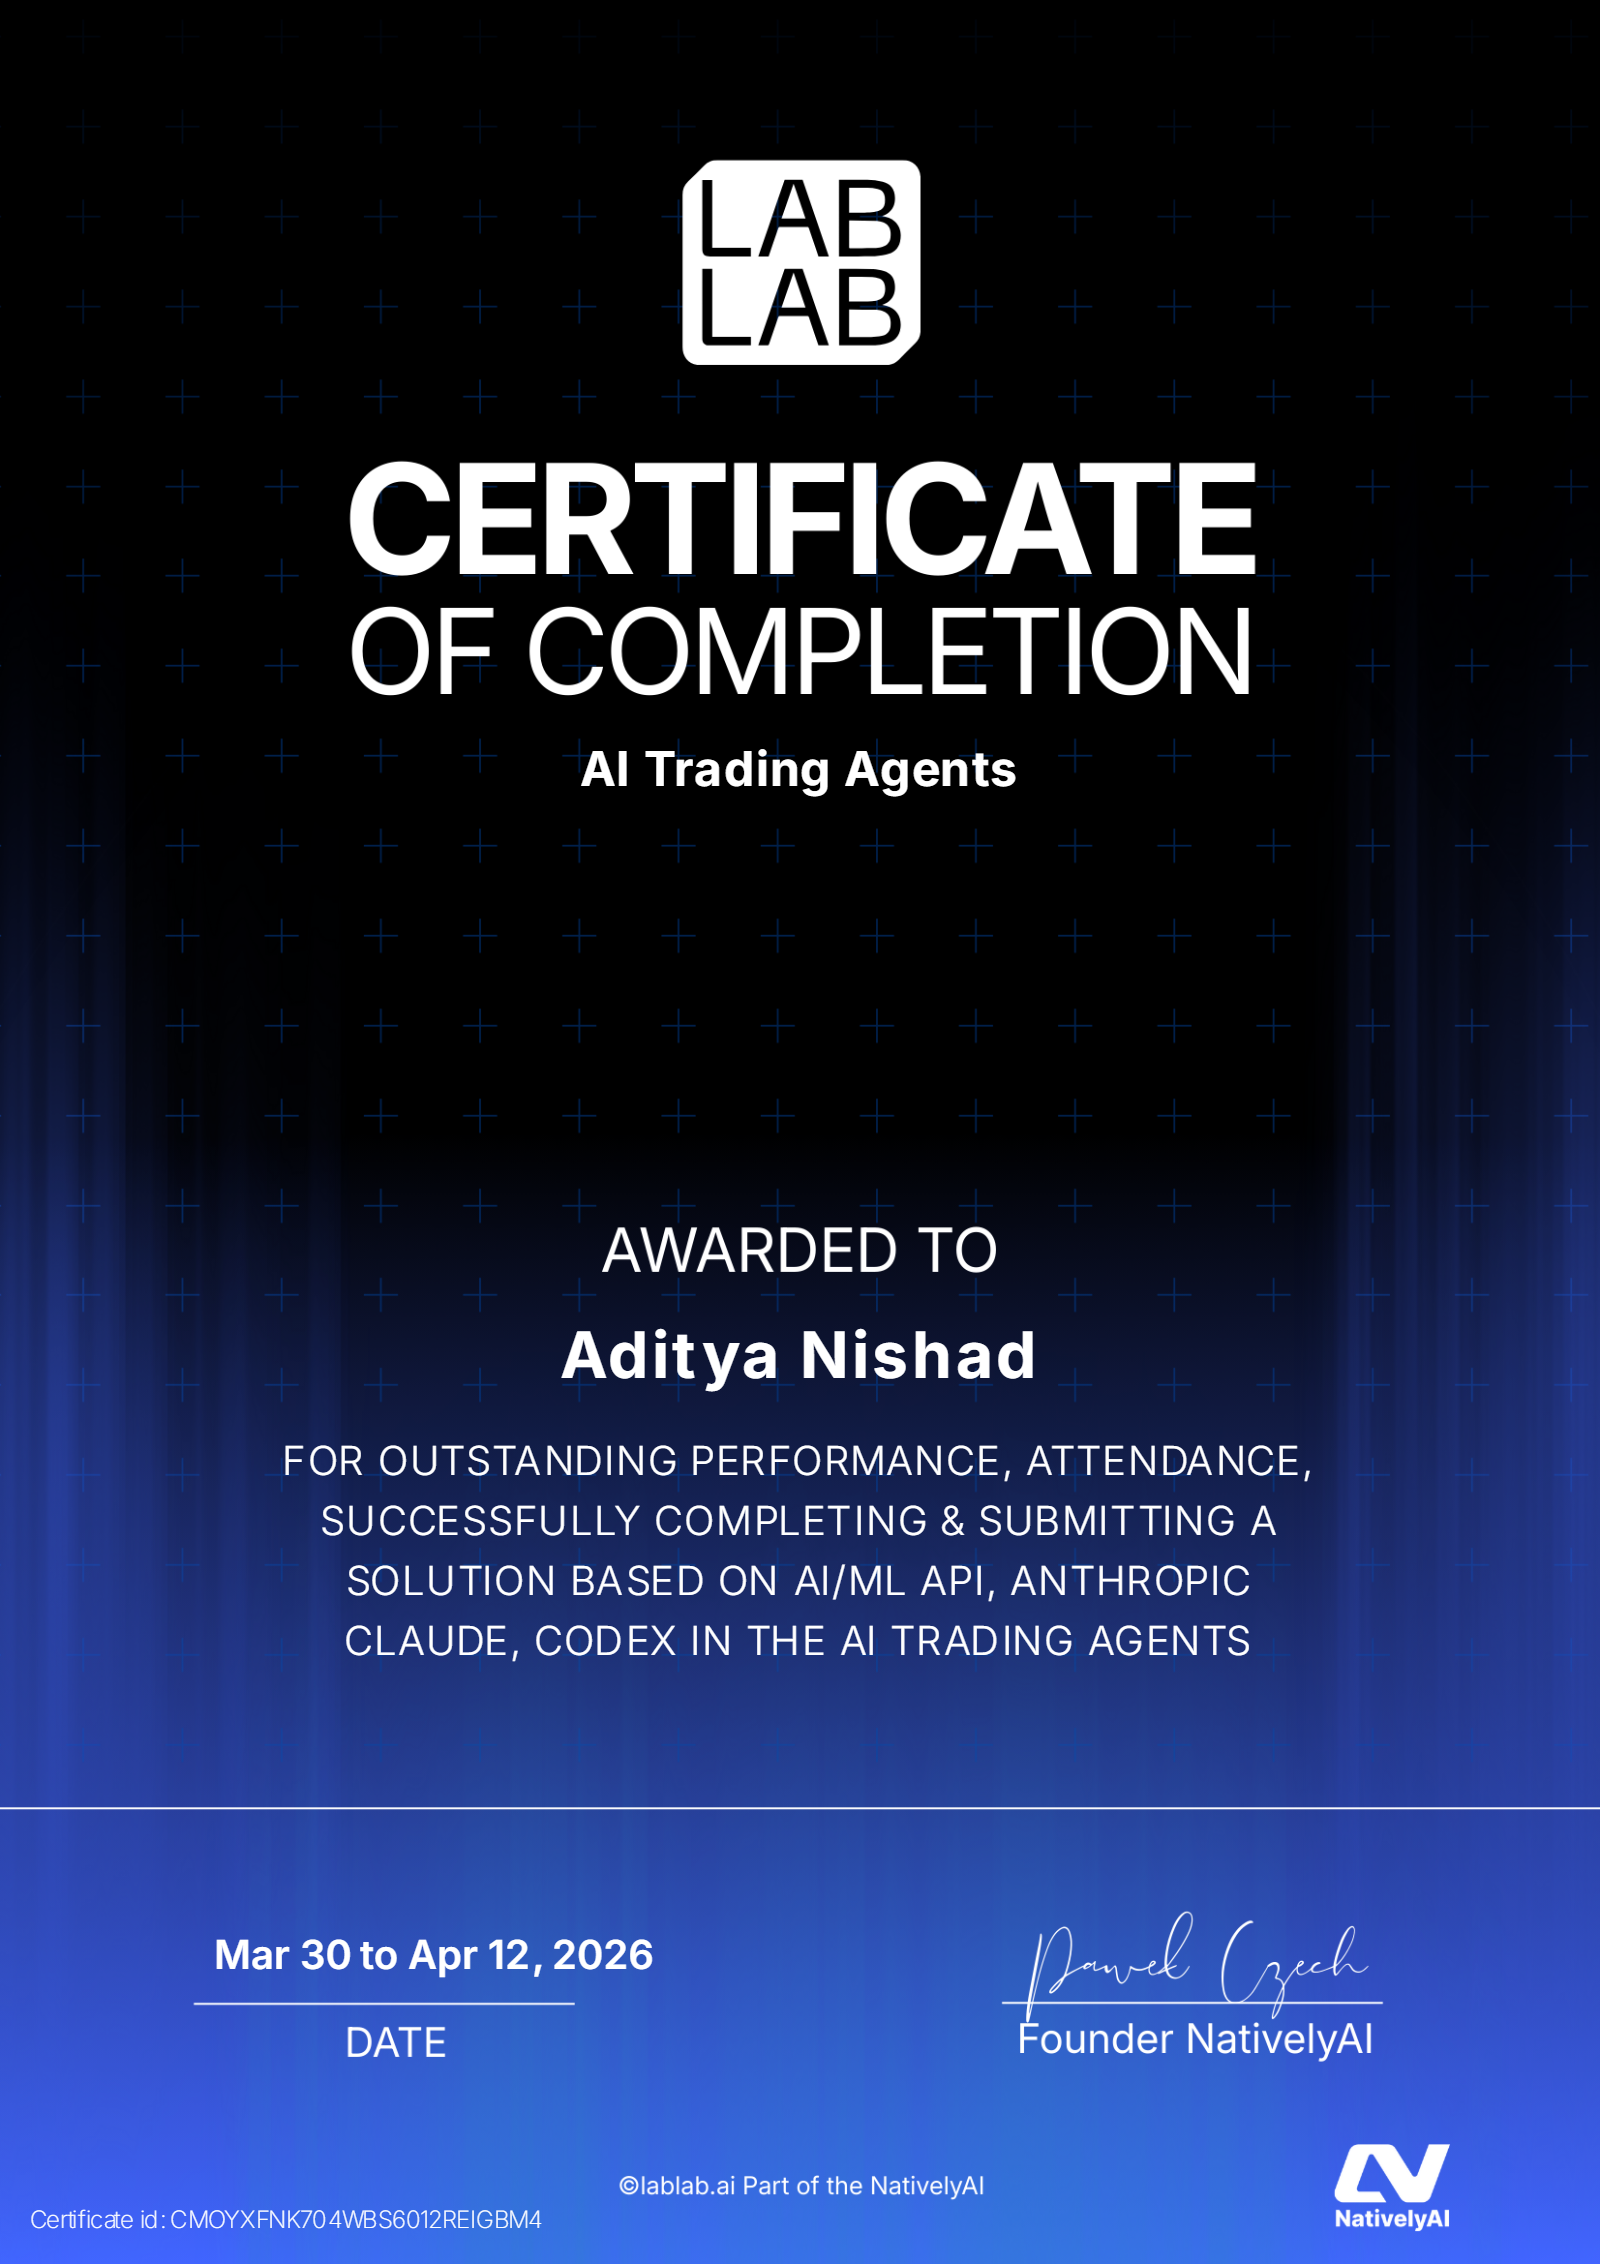 LAB
LAB
CERTIFICATE
OF COMPLETION
AI Trading Agents
AWARDED TO
Aditya Nishad
FOR OUTSTANDING PERFORMANCE, ATTENDANCE,
SUCCESSFULLY COMPLETING & SUBMITTING A
SOLUTION BASED ON AI/ML API, ANTHROPIC
CLAUDE, CODEX IN THE AI TRADING AGENTS
Mar 30 to Apr 12, 2026
DATE
Pawel Czech
Founder NativelyAI
©lablab.ai Part of the NativelyAI
NativelyAI
Certificate id: CMOYXFNK704WBS6012REIGBM4